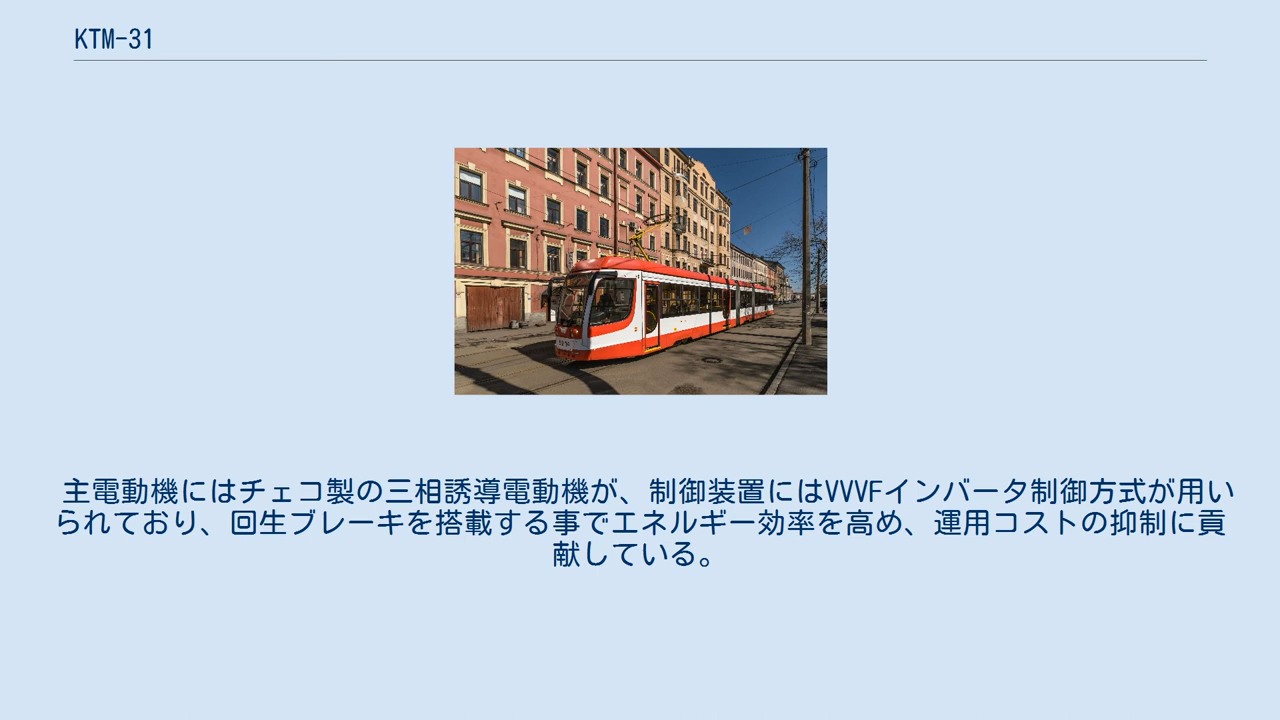 KTM-31
主電動機にはチェコ製の三相誘導電動機が、制御装置にはVVVFインバータ制御方式が用い
られており、回生ブレーキを搭載する事でエネルギー効率を高め、運用コストの抑制に貢
献している。